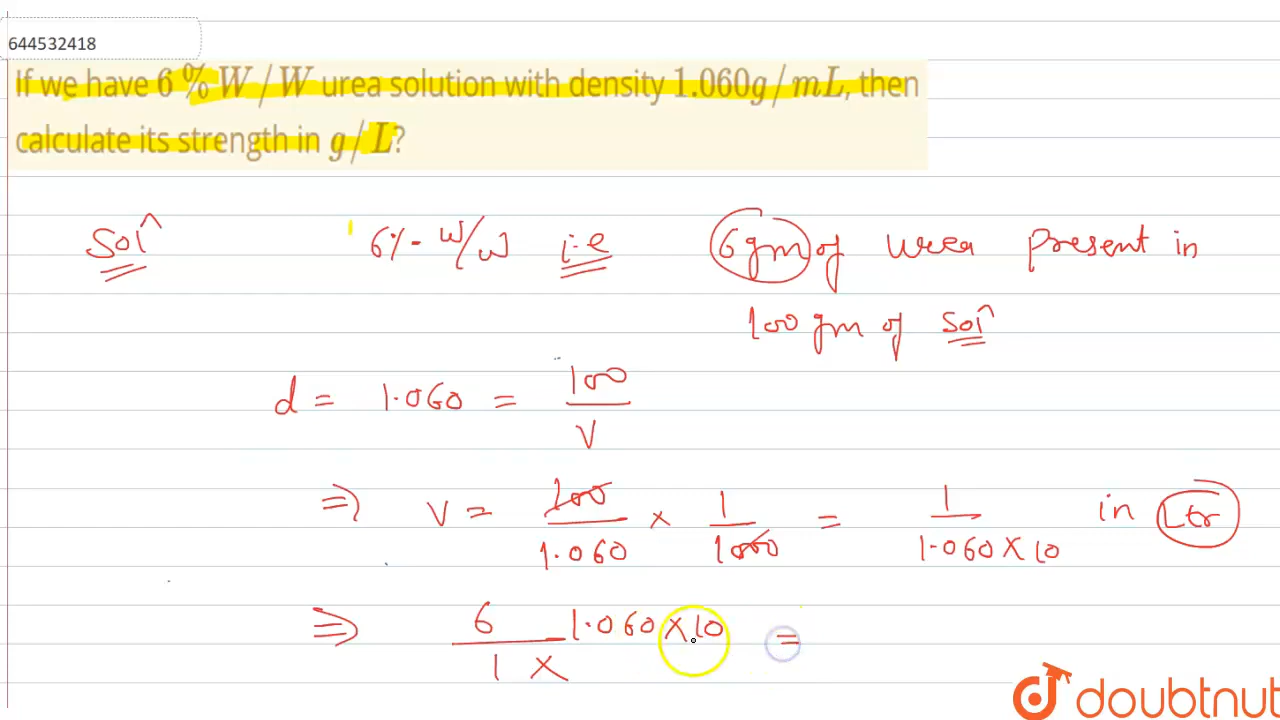 644532418
If we have 6 % W / W urea solution with density 1.060g / mL, then
calculate its strength in g / L?
Sol^ 6% - w/w i.e 6gm of urea present in
100 gm of sol^
d = 1.060 = 100/V
=> V = 100/1.060 × 1/1000 = 1/1.060 × 10 in Ltr
=> 6/1 × 1.060 × 10 =
doubtnut